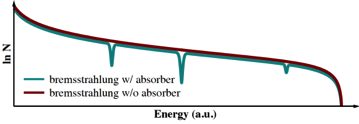 ln N
bremsstrahlung w/ absorber
bremsstrahlung w/o absorber
Energy (a.u.)